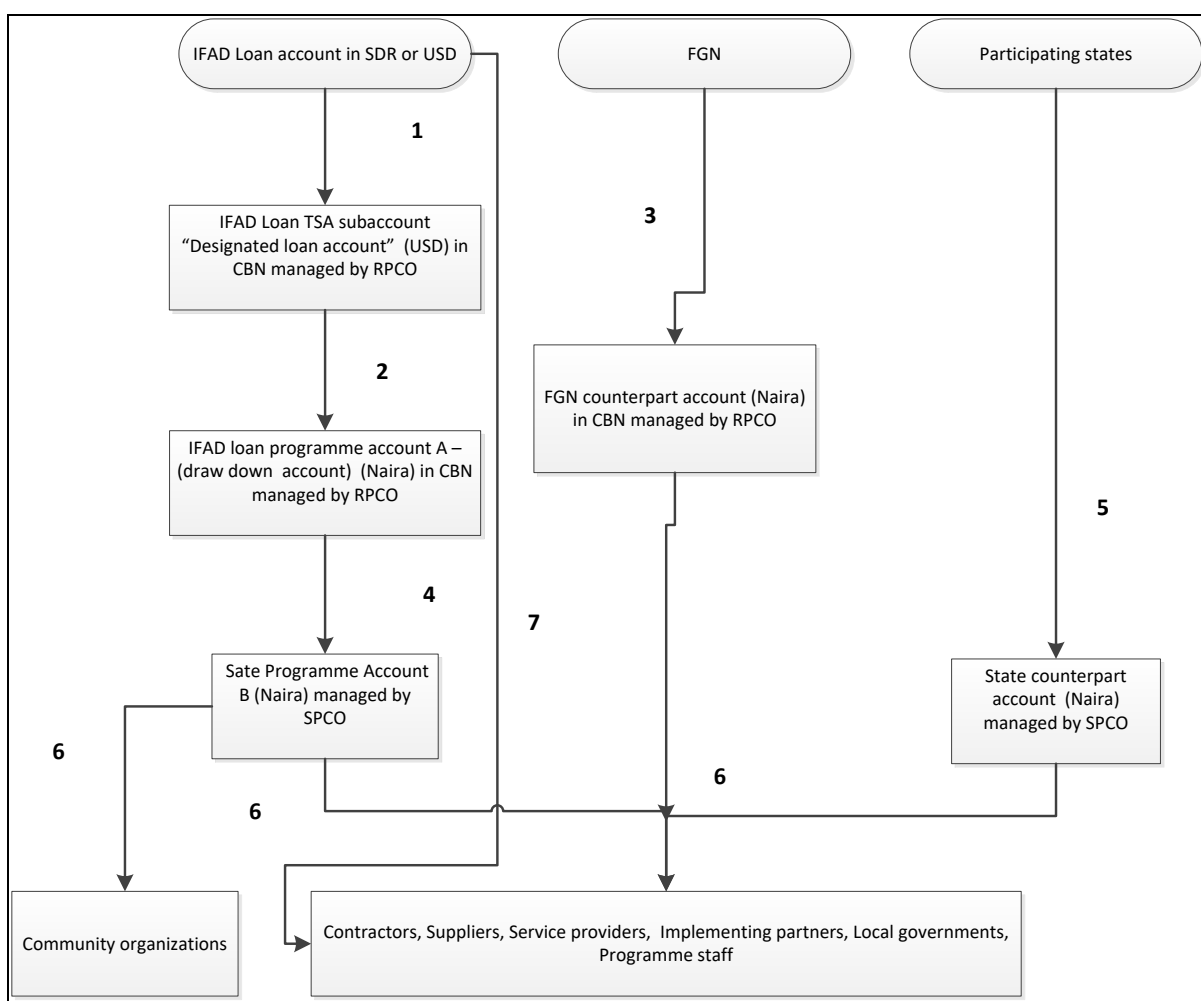 IFAD Loan account in SDR or USD
FGN
Participating states
1
IFAD Loan TSA subaccount
“Designated loan account” (USD) in
CBN managed by RPCO
3
2
FGN counterpart account (Naira)
in CBN managed by RPCO
IFAD loan programme account A –
(draw down account) (Naira) in CBN
managed by RPCO
5
4
7
Sate Programme Account
B (Naira) managed by
SPCO
State counterpart
account (Naira)
managed by SPCO
6
6
6
Community organizations
Contractors, Suppliers, Service providers, Implementing partners, Local governments,
Programme staff